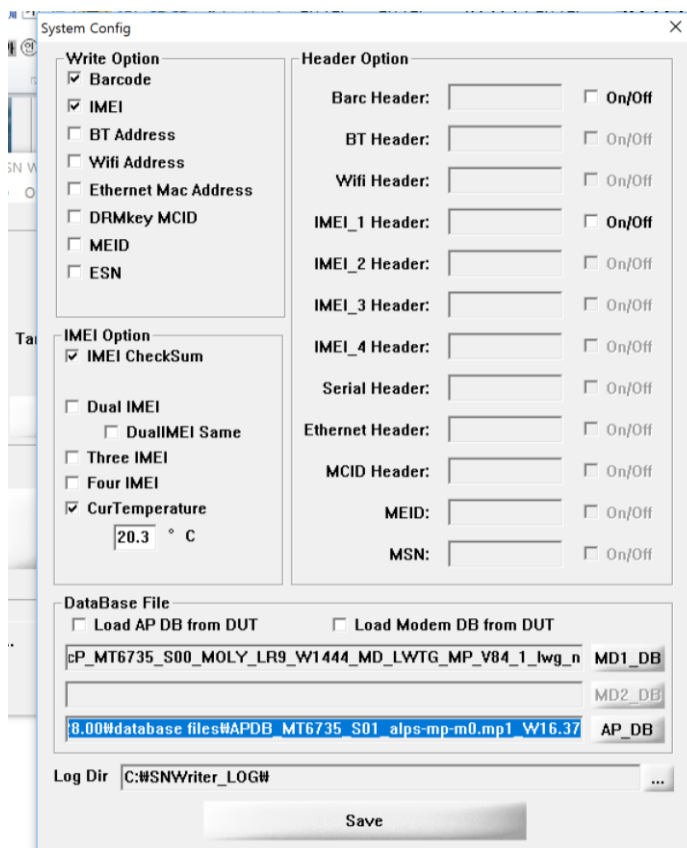 System Config
Write Option
Barcode
IMEI
BT Address
Wifi Address
Ethernet Mac Address
DRMkey MCID
MEID
ESN
IMEI Option
IMEI CheckSum
Dual IMEI
DualIMEI Same
Three IMEI
Four IMEI
CurTemperature
20.3 ° C
Header Option
Barc Header: On/Off
BT Header: On/Off
Wifi Header: On/Off
IMEI_1 Header: On/Off
IMEI_2 Header: On/Off
IMEI_3 Header: On/Off
IMEI_4 Header: On/Off
Serial Header: On/Off
Ethernet Header: On/Off
MCID Header: On/Off
MEID: On/Off
MSN: On/Off
DataBase File
Load AP DB from DUT Load Modem DB from DUT
cP_MT6735_S00_MOLY_LR9_W1444_MD_LWTG_MP_V84_1_lwg_n MD1_DB
MD2_DB
:8.00₩database files₩APDB_MT6735_S01_alps-mp-m0.mp1_W16.37 AP_DB
Log Dir C:₩SNWriter_LOG₩ ...
Save